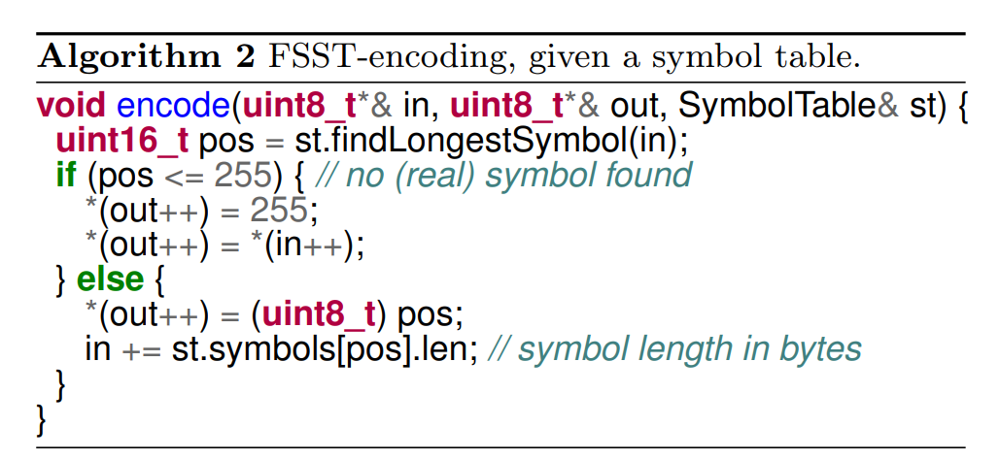 Algorithm 2 FSST-encoding, given a symbol table.
void encode(uint8_t*& in, uint8_t*& out, SymbolTable& st) {
uint16_t pos = st.findLongestSymbol(in);
if (pos <= 255) { // no (real) symbol found
*(out++) = 255;
*(out++) = *(in++);
} else {
*(out++) = (uint8_t) pos;
in += st.symbols[pos].len; // symbol length in bytes
}
}